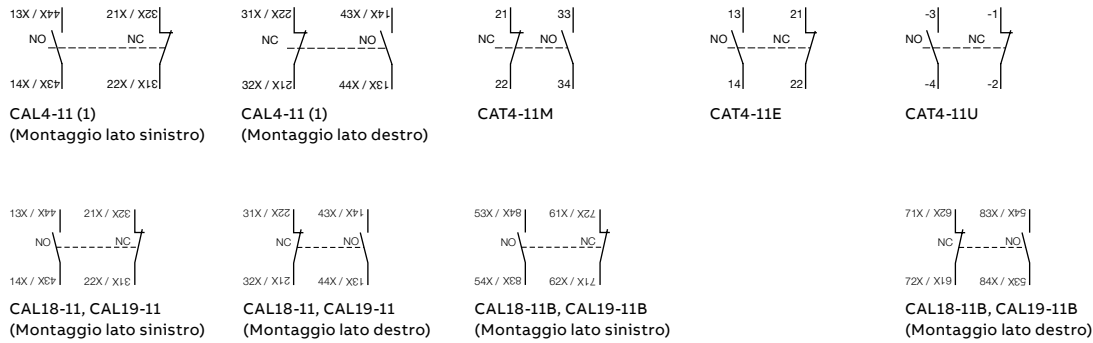 13X / 44X 21X / 32X
NO NC
14X / 43X 22X / 31X
CAL4-11 (1)
(Montaggio lato sinistro)
31X / 22X 43X / 14X
NC NO
32X / 21X 44X / 13X
CAL4-11 (1)
(Montaggio lato destro)
21 33
NC NO
22 34
CAT4-11M
13 21
NO NC
14 22
CAT4-11E
-3 -1
NO NC
-4 -2
CAT4-11U
13X / 44X 21X / 32X
NO NC
14X / 43X 22X / 31X
CAL18-11, CAL19-11
(Montaggio lato sinistro)
31X / 22X 43X / 14X
NC NO
32X / 21X 44X / 13X
CAL18-11, CAL19-11
(Montaggio lato destro)
53X / 84X 61X / 72X
NO NC
54X / 83X 62X / 71X
CAL18-11B, CAL19-11B
(Montaggio lato sinistro)
71X / 62X 83X / 54X
NC NO
72X / 61X 84X / 53X
CAL18-11B, CAL19-11B
(Montaggio lato destro)